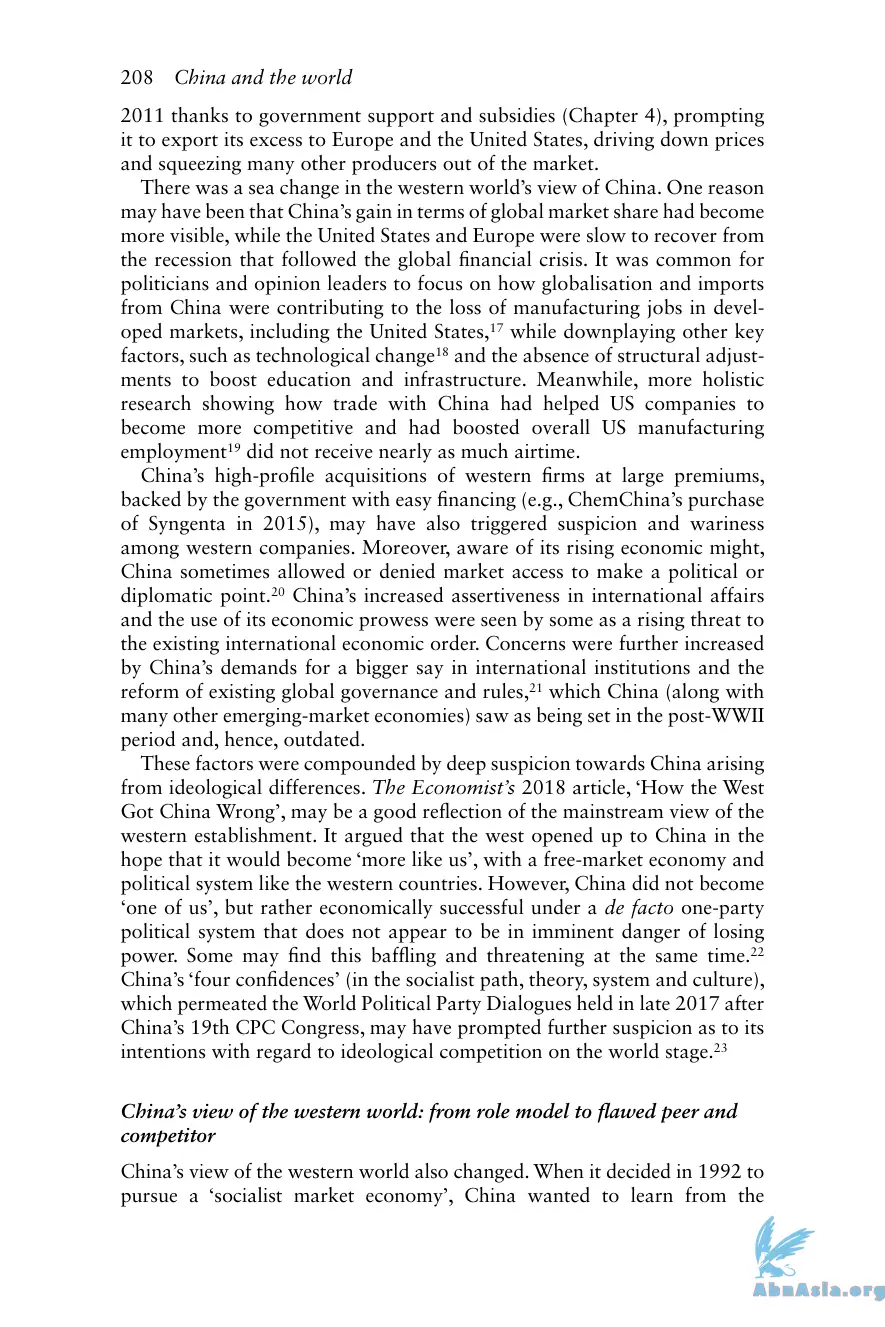 208 China and the world
2011 thanks to government support and subsidies (Chapter 4), prompting
it to export its excess to Europe and the United States, driving down prices
and squeezing many other producers out of the market.
There was a sea change in the western world’s view of China. One reason
may have been that China’s gain in terms of global market share had become
more visible, while the United States and Europe were slow to recover from
the recession that followed the global financial crisis. It was common for
politicians and opinion leaders to focus on how globalisation and imports
from China were contributing to the loss of manufacturing jobs in devel-
oped markets, including the United States,¹⁷ while downplaying other key
factors, such as technological change¹⁸ and the absence of structural adjust-
ments to boost education and infrastructure. Meanwhile, more holistic
research showing how trade with China had helped US companies to
become more competitive and had boosted overall US manufacturing
employment¹⁹ did not receive nearly as much airtime.
China’s high-profile acquisitions of western firms at large premiums,
backed by the government with easy financing (e.g., ChemChina’s purchase
of Syngenta in 2015), may have also triggered suspicion and wariness
among western companies. Moreover, aware of its rising economic might,
China sometimes allowed or denied market access to make a political or
diplomatic point.²⁰ China’s increased assertiveness in international affairs
and the use of its economic prowess were seen by some as a rising threat to
the existing international economic order. Concerns were further increased
by China’s demands for a bigger say in international institutions and the
reform of existing global governance and rules,²¹ which China (along with
many other emerging-market economies) saw as being set in the post-WWII
period and, hence, outdated.
These factors were compounded by deep suspicion towards China arising
from ideological differences. The Economist’s 2018 article, ‘How the West
Got China Wrong’, may be a good reflection of the mainstream view of the
western establishment. It argued that the west opened up to China in the
hope that it would become ‘more like us’, with a free-market economy and
political system like the western countries. However, China did not become
‘one of us’, but rather economically successful under a de facto one-party
political system that does not appear to be in imminent danger of losing
power. Some may find this baffling and threatening at the same time.²²
China’s ‘four confidences’ (in the socialist path, theory, system and culture),
which permeated the World Political Party Dialogues held in late 2017 after
China’s 19th CPC Congress, may have prompted further suspicion as to its
intentions with regard to ideological competition on the world stage.²³
China’s view of the western world: from role model to flawed peer and
competitor
China’s view of the western world also changed. When it decided in 1992 to
pursue a ‘socialist market economy’, China wanted to learn from the
AbnAsia.org